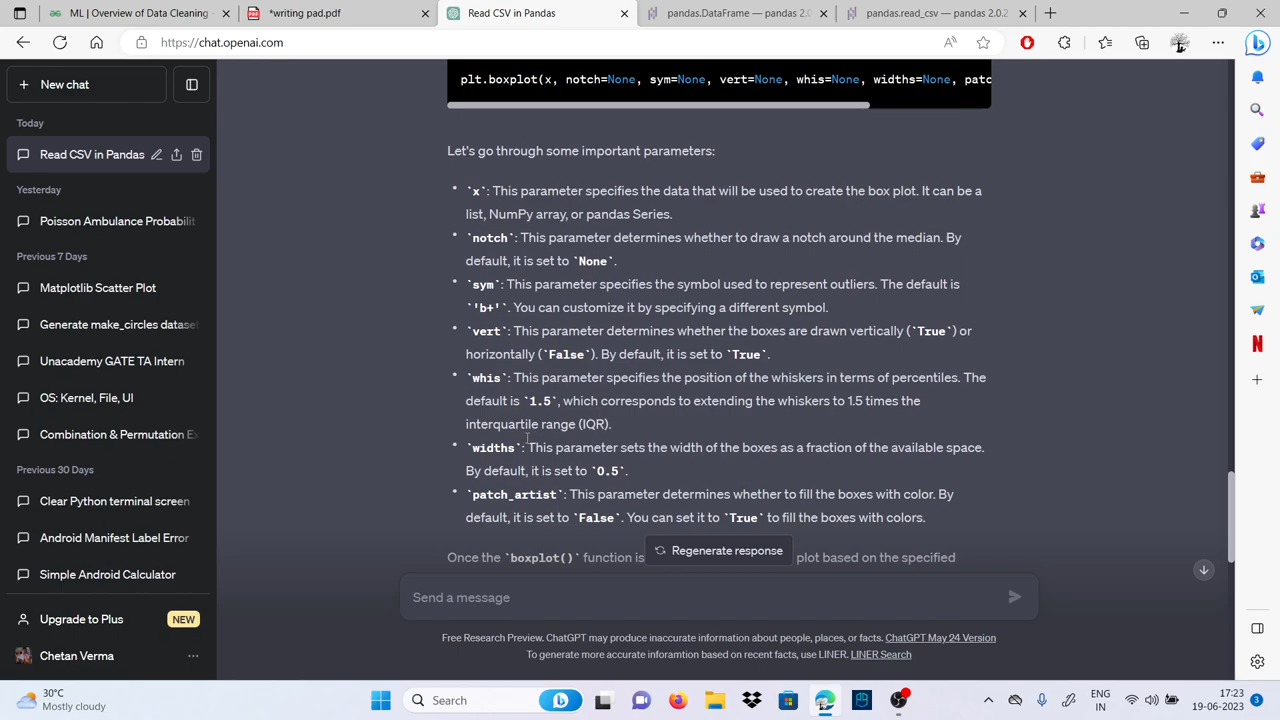 ML | Overview of Data Cleaning -
*writing pad.pdf
Read CSV in Pandas
pandas.DataFrame — pandas 2.0.
pandas.read_csv — pandas 2.0.2
https://chat.openai.com
New chat
Today
Read CSV in Pandas
Yesterday
Poisson Ambulance Probabilit
Previous 7 Days
Matplotlib Scatter Plot
Generate make_circles dataset
Unacademy GATE TA Intern
OS: Kernel, File, UI
Combination & Permutation Ex
Previous 30 Days
Clear Python terminal screen
Android Manifest Label Error
Simple Android Calculator
Upgrade to Plus NEW
Chetan Verma
plt.boxplot(x, notch=None, sym=None, vert=None, whis=None, widths=None, patc
Let's go through some important parameters:
• `x`: This parameter specifies the data that will be used to create the box plot. It can be a
list, NumPy array, or pandas Series.
• `notch`: This parameter determines whether to draw a notch around the median. By
default, it is set to `None`.
• `sym`: This parameter specifies the symbol used to represent outliers. The default is
`'b+'`. You can customize it by specifying a different symbol.
• `vert`: This parameter determines whether the boxes are drawn vertically (`True`) or
horizontally (`False`). By default, it is set to `True`.
• `whis`: This parameter specifies the position of the whiskers in terms of percentiles. The
default is `1.5`, which corresponds to extending the whiskers to 1.5 times the
interquartile range (IQR).
• `widths`: This parameter sets the width of the boxes as a fraction of the available space.
By default, it is set to `0.5`.
• `patch_artist`: This parameter determines whether to fill the boxes with color. By
default, it is set to `False`. You can set it to `True` to fill the boxes with colors.
Once the `boxplot()` function is plot based on the specified
Regenerate response
Send a message
Free Research Preview. ChatGPT may produce inaccurate information about people, places, or facts. ChatGPT May 24 Version
To generate more accurate inforamtion based on recent facts, use LINER. LINER Search
30°C
Mostly cloudy
Search
ENG
IN
17:23
19-06-2023
3